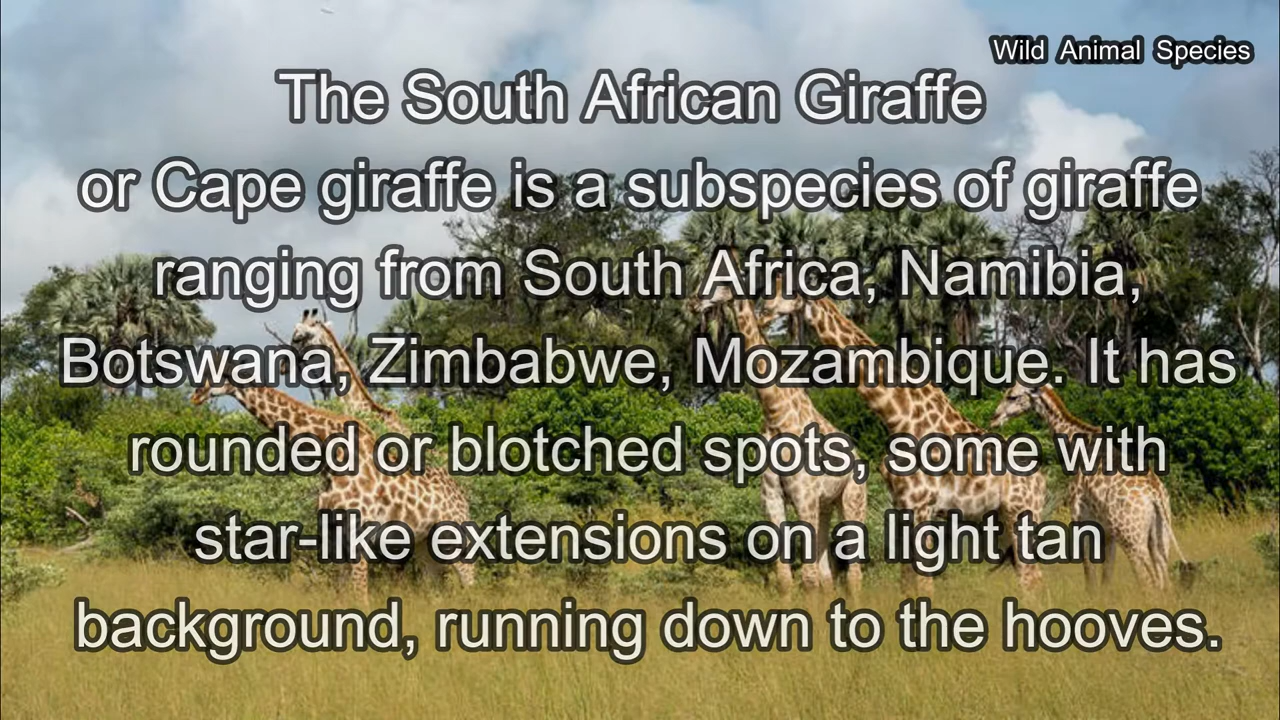 Wild Animal Species
The South African Giraffe
or Cape giraffe is a subspecies of giraffe
ranging from South Africa, Namibia,
Botswana, Zimbabwe, Mozambique. It has
rounded or blotched spots, some with
star-like extensions on a light tan
background, running down to the hooves.